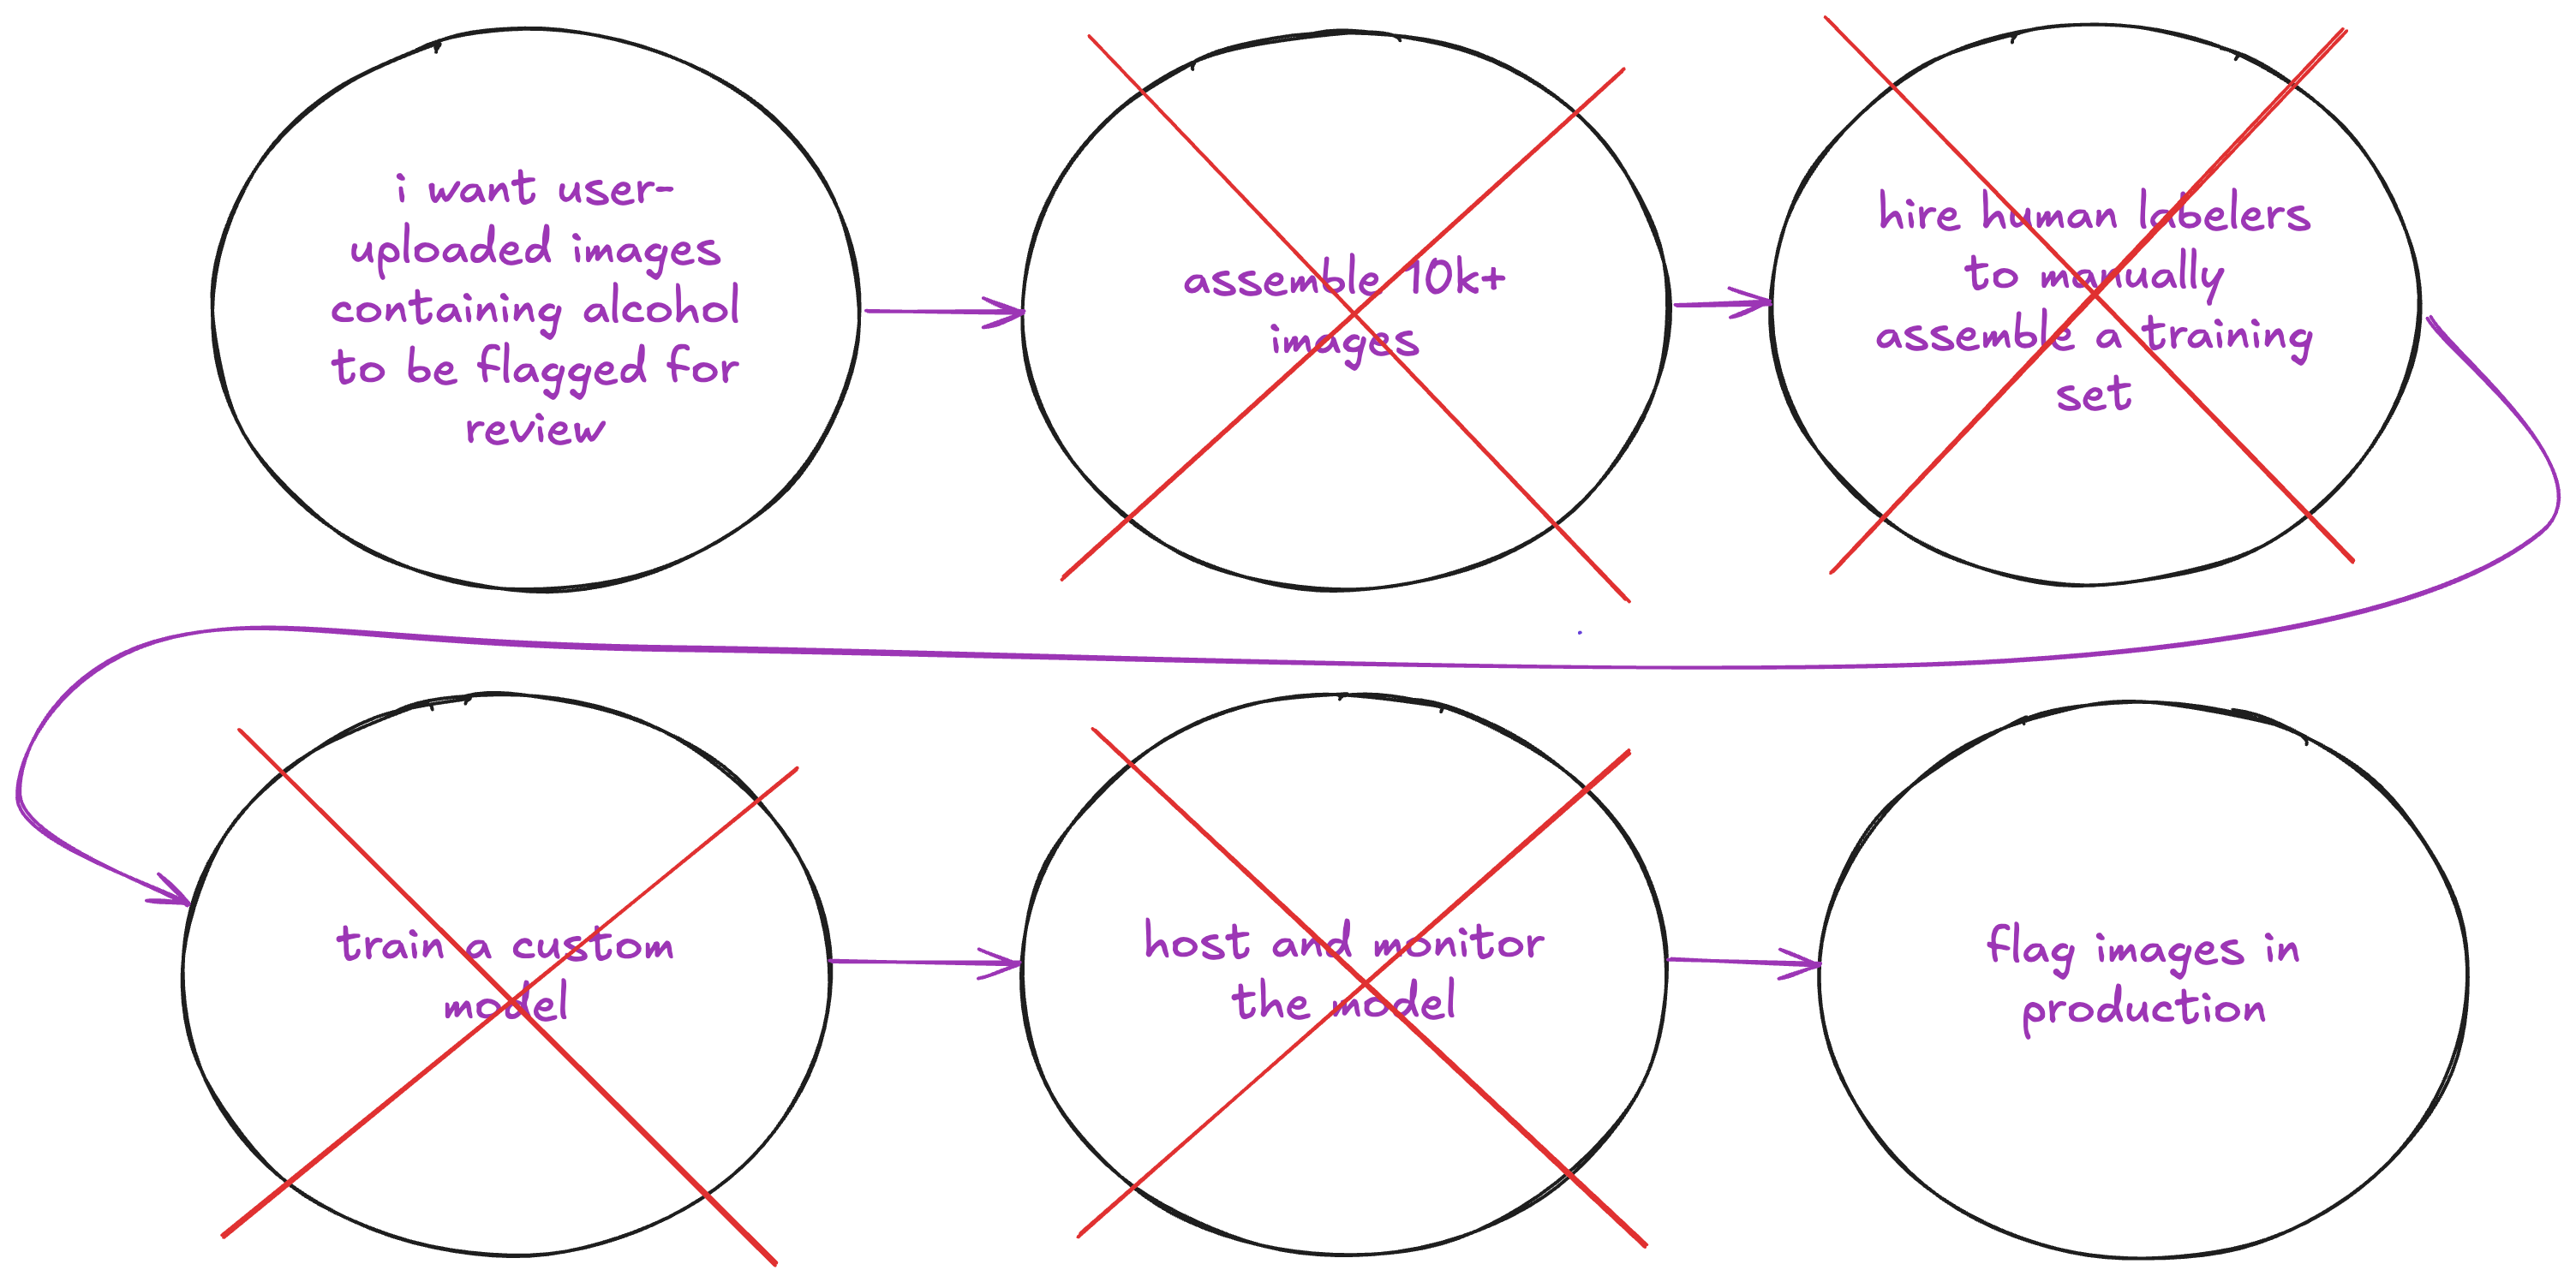 i want user-
uploaded images
containing alcohol
to be flagged for
review
assemble 10k+
images
hire human labelers
to manually
assemble a training
set
train a custom
model
host and monitor
the model
flag images in
production